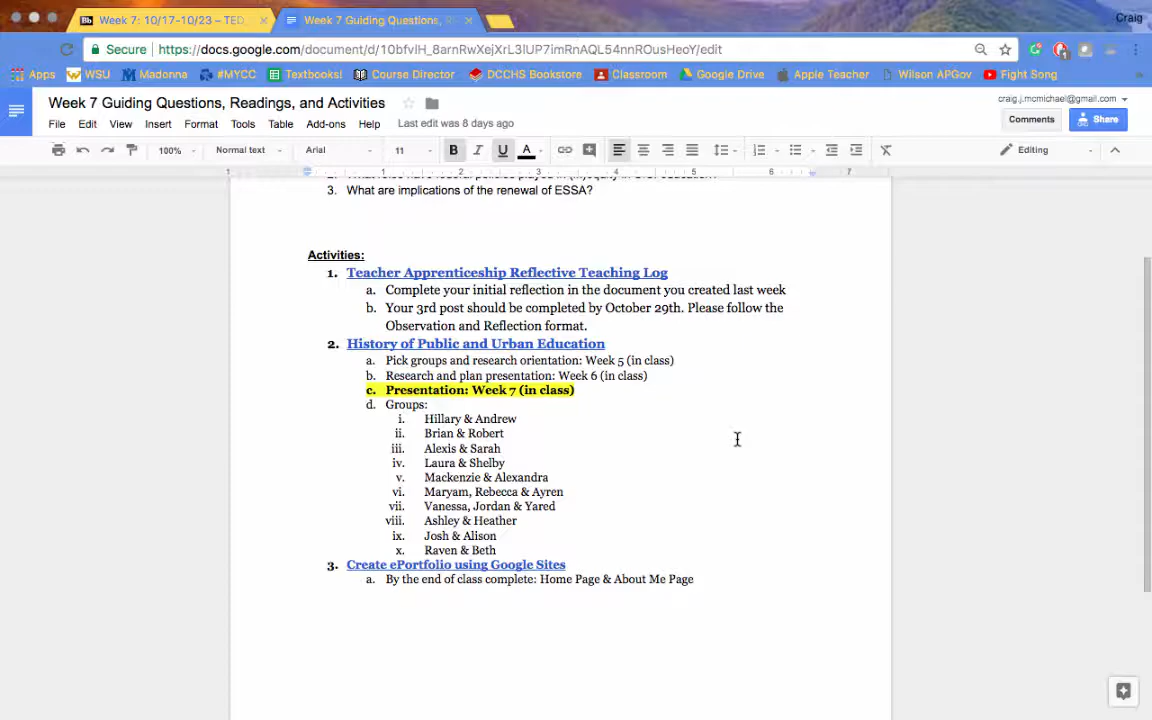 Craig
Week 7: 10/17-10/23 – TED
Week 7 Guiding Questions, R
Secure https://docs.google.com/document/d/10bfvIH_8arnRwXejXrL3lUP7imRnAQL54nnROusHeoY/edit
Apps WSU Madonna #MYCC Textbooks! Course Director DCCHS Bookstore Classroom Google Drive Apple Teacher Wilson APGov Fight Song
Week 7 Guiding Questions, Readings, and Activities
craig.j.mcmichael@gmail.com
File Edit View Insert Format Tools Table Add-ons Help Last edit was 8 days ago
Comments Share
100% Normal text Arial 11 B I U A Editing
1 1 2 3 4 5 6 7
3. What are implications of the renewal of ESSA?
Activities:
1. Teacher Apprenticeship Reflective Teaching Log
a. Complete your initial reflection in the document you created last week
b. Your 3rd post should be completed by October 29th. Please follow the
Observation and Reflection format.
2. History of Public and Urban Education
a. Pick groups and research orientation: Week 5 (in class)
b. Research and plan presentation: Week 6 (in class)
c. Presentation: Week 7 (in class)
d. Groups:
i. Hillary & Andrew
ii. Brian & Robert
iii. Alexis & Sarah
iv. Laura & Shelby
v. Mackenzie & Alexandra
vi. Maryam, Rebecca & Ayren
vii. Vanessa, Jordan & Yared
viii. Ashley & Heather
ix. Josh & Alison
x. Raven & Beth
3. Create ePortfolio using Google Sites
a. By the end of class complete: Home Page & About Me Page